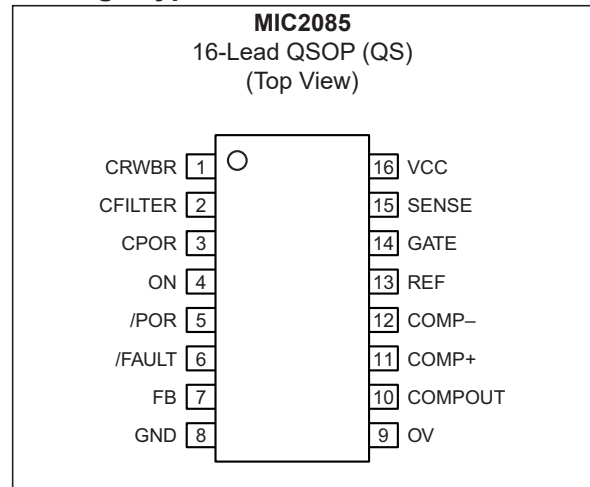 MIC2085
16-Lead QSOP (QS)
(Top View)
CRWBR 1 16 VCC
CFILTER 2 15 SENSE
CPOR 3 14 GATE
ON 4 13 REF
/POR 5 12 COMP–
/FAULT 6 11 COMP+
FB 7 10 COMPOUT
GND 8 9 OV